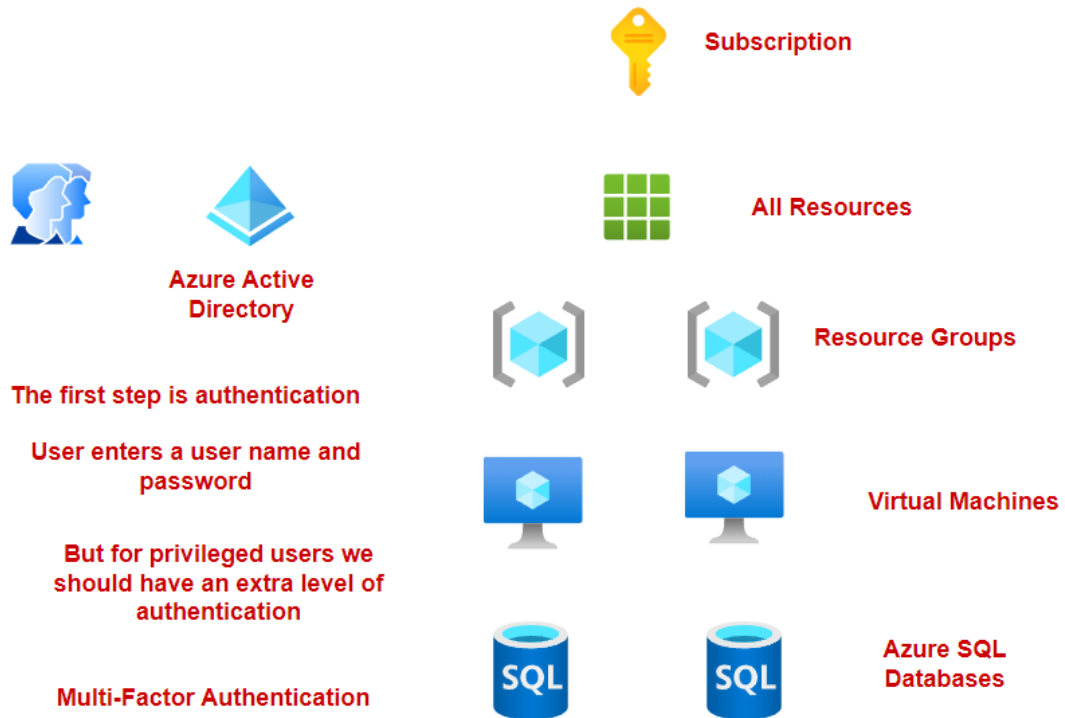 Subscription
All Resources
Azure Active
Directory
Resource Groups
The first step is authentication
User enters a user name and
password
Virtual Machines
But for privileged users we
should have an extra level of
authentication
SQL
SQL
Azure SQL
Databases
Multi-Factor Authentication